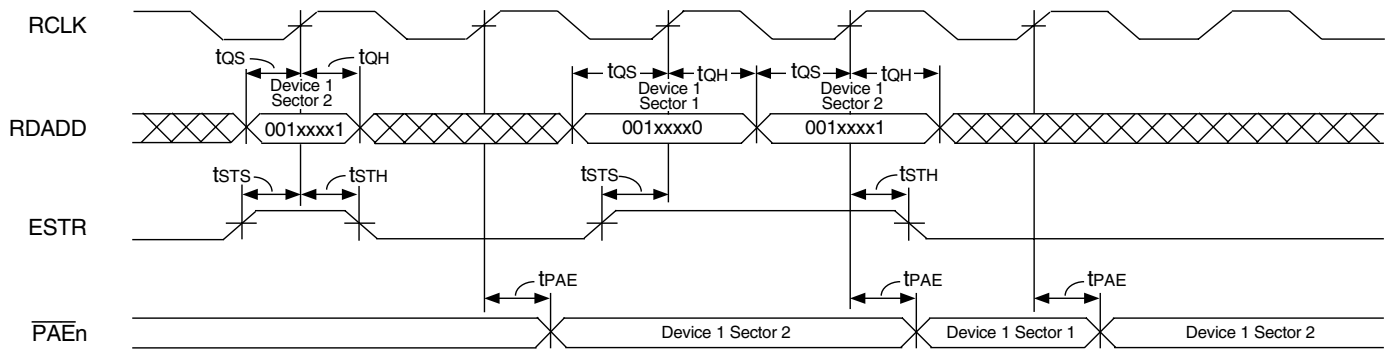 RCLK
tQS tQH tQS tQH tQS tQH
Device 1 Sector 2
Device 1 Sector 1
Device 1 Sector 2
RDADD
001xxxx1
001xxxx0
001xxxx1
tSTS tSTH tSTS tSTH
ESTR
tPAE tPAE tPAE
PAEn
Device 1 Sector 2
Device 1 Sector 1
Device 1 Sector 2